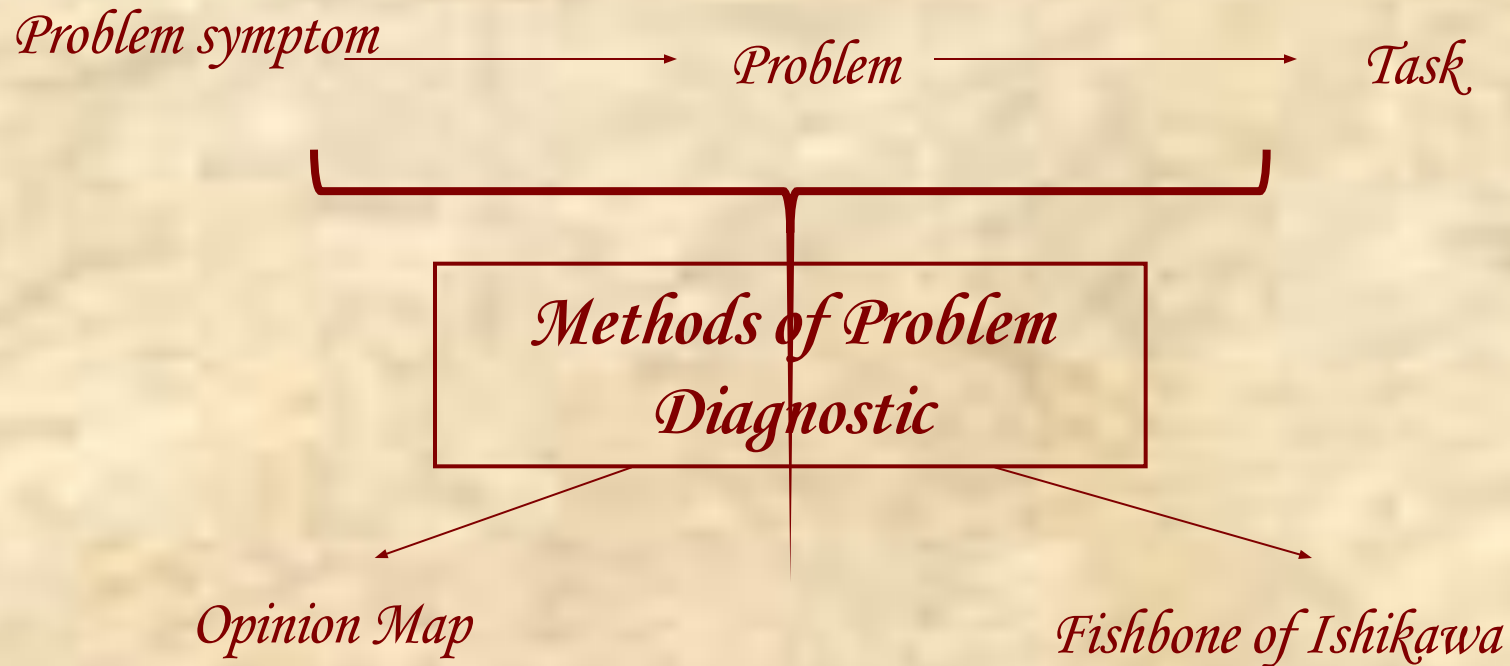 Problem symptom
Problem
Task
Methods of Problem
Diagnostic
Opinion Map
Fishbone of Ishikawa